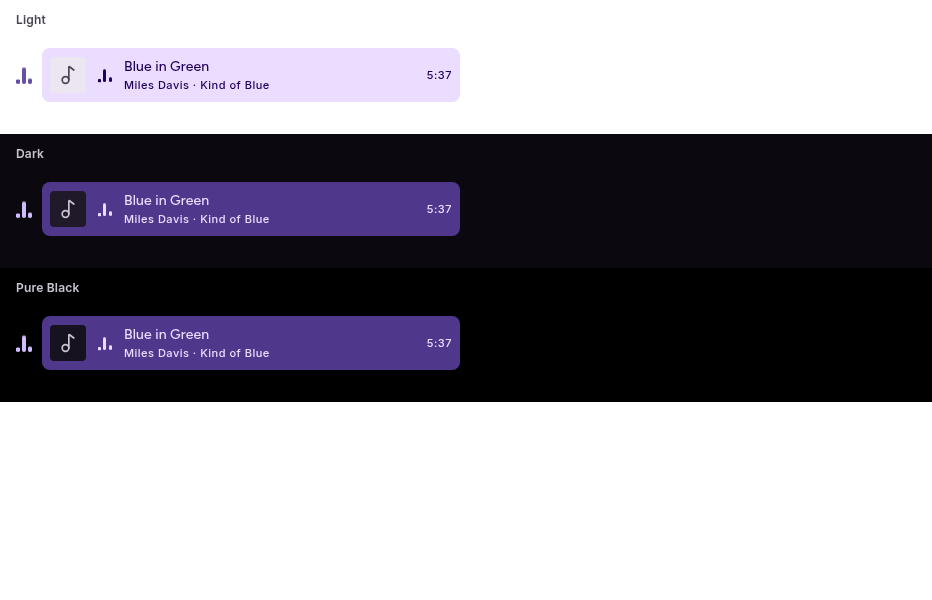 Light
Blue in Green
Miles Davis · Kind of Blue
5:37
Dark
Blue in Green
Miles Davis · Kind of Blue
5:37
Pure Black
Blue in Green
Miles Davis · Kind of Blue
5:37